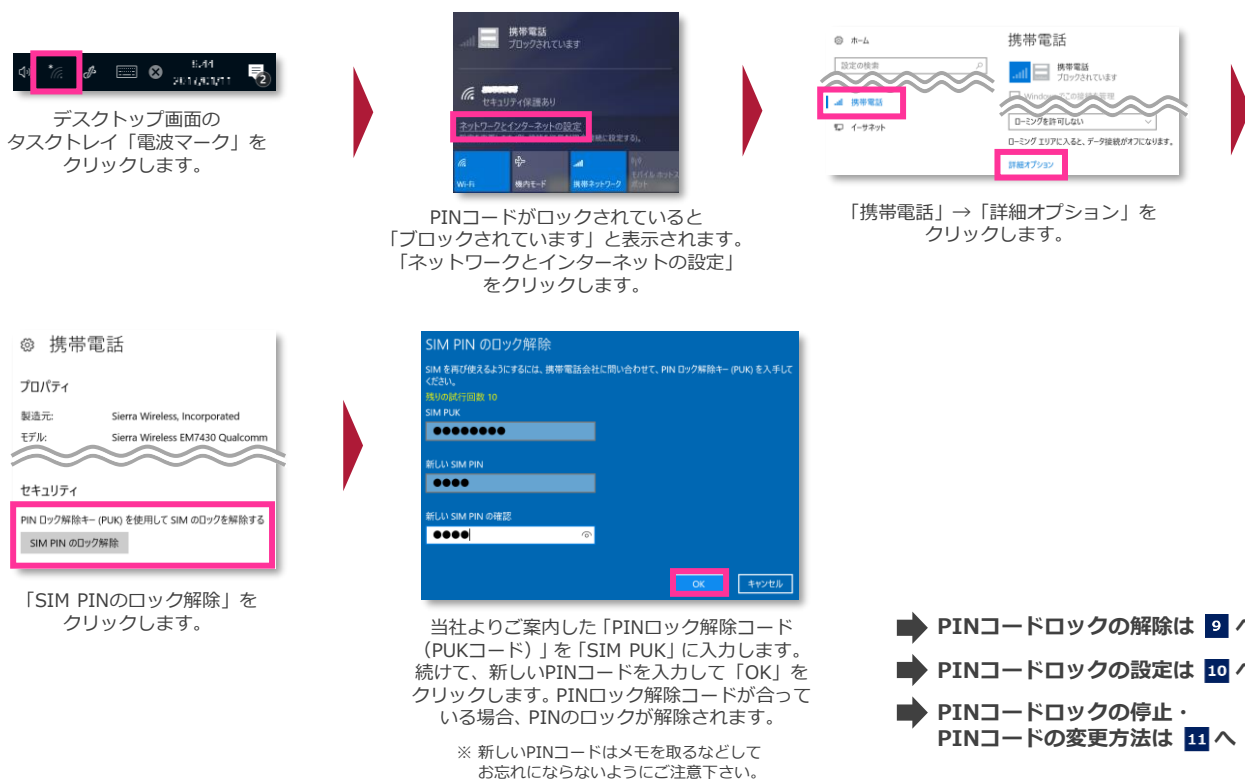 デスクトップ画面の
タスクトレイ「電波マーク」を
クリックします。
携帯電話
ブロックされています
セキュリティ保護あり
ネットワークとインターネットの設定
Wi-Fi
機内モード
携帯ネットワーク
モバイル ホットス
ポット
PINコードがロックされていると
「ブロックされています」と表示されます。
「ネットワークとインターネットの設定」
をクリックします。
ホーム
設定の検索
携帯電話
イーサネット
携帯電話
携帯電話
ブロックされています
ローミングを許可しない
ローミング エリアに入ると、データ接続がオフになります。
詳細オプション
「携帯電話」→「詳細オプション」を
クリックします。
携帯電話
プロパティ
製造元: Sierra Wireless, Incorporated
モデル: Sierra Wireless EM7430 Qualcomm
セキュリティ
PIN ロック解除キー (PUK) を使用して SIM のロックを解除する
SIM PIN のロック解除
「SIM PINのロック解除」を
クリックします。
SIM PIN のロック解除
SIM を再び使えるようにするには、携帯電話会社に問い合わせて、PIN ロック解除キー (PUK) を入手して
ください。
残りの試行回数 10
SIM PUK
●●●●●●●●
新しい SIM PIN
●●●●
新しい SIM PIN の確認
●●●●
OK
キャンセル
当社よりご案内した「PINロック解除コード
（PUKコード）」を「SIM PUK」に入力します。
続けて、新しいPINコードを入力して「OK」を
クリックします。PINロック解除コードが合って
いる場合、PINのロックが解除されます。
※ 新しいPINコードはメモを取るなどして
お忘れにならないようにご注意下さい。
PINコードロックの解除は 9 へ
PINコードロックの設定は 10 へ
PINコードロックの停止・
PINコードの変更方法は 11 へ